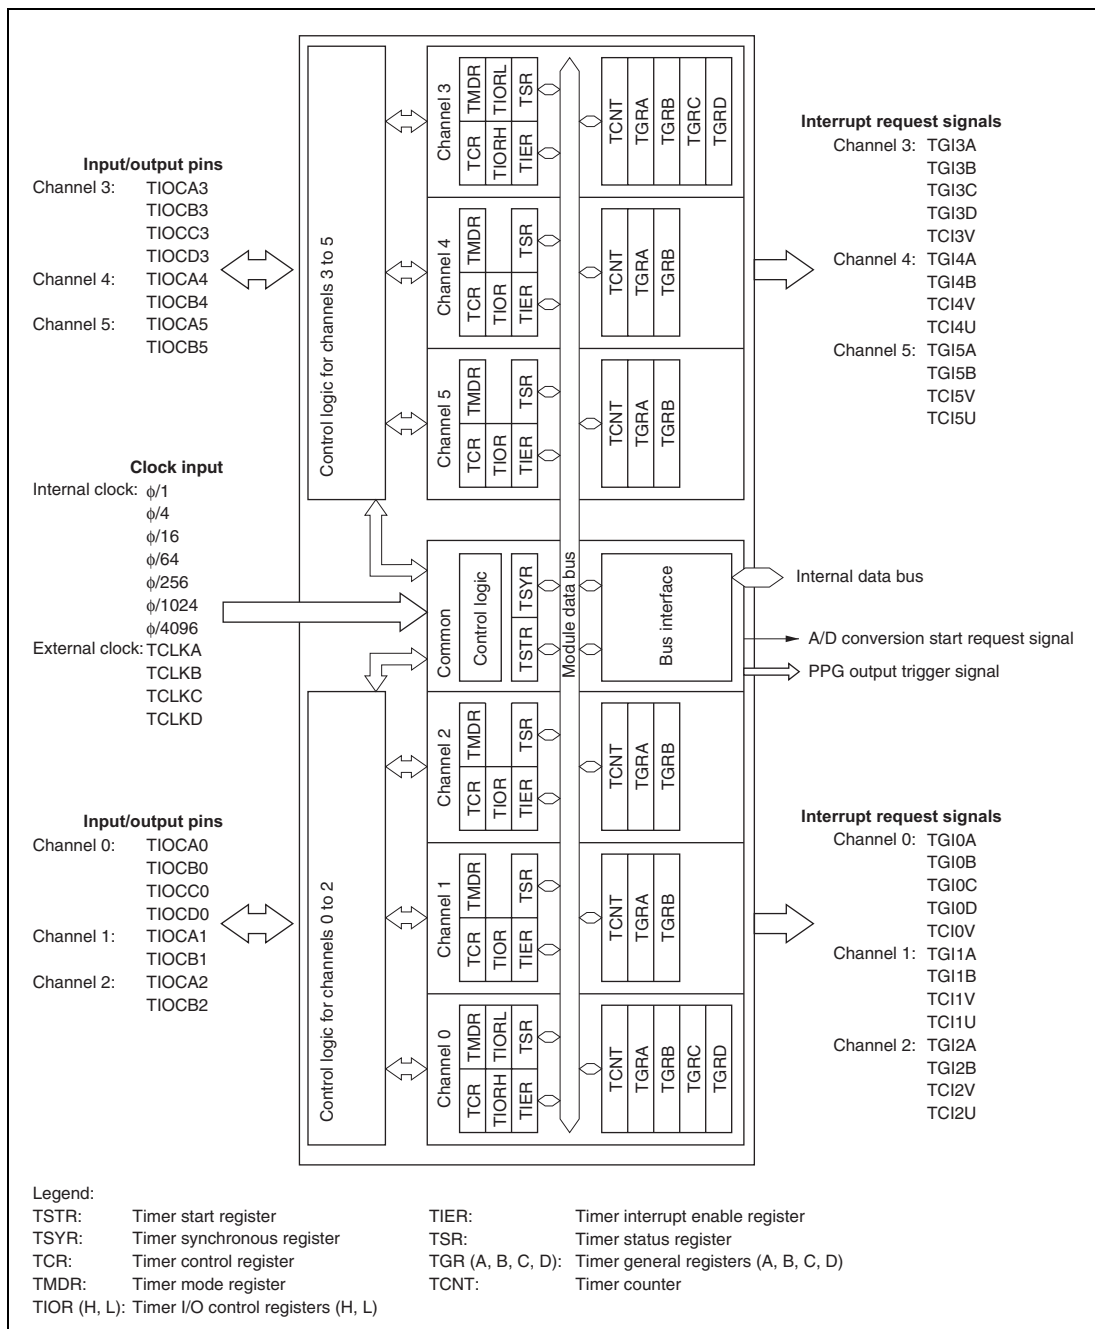 Input/output pins
Channel 3: TIOCA3
TIOCB3
TIOCC3
TIOCD3
Channel 4: TIOCA4
TIOCB4
Channel 5: TIOCA5
TIOCB5
Clock input
Internal clock: ϕ/1
ϕ/4
ϕ/16
ϕ/64
ϕ/256
ϕ/1024
ϕ/4096
External clock: TCLKA
TCLKB
TCLKC
TCLKD
Input/output pins
Channel 0: TIOCA0
TIOCB0
TIOCC0
TIOCD0
Channel 1: TIOCA1
TIOCB1
Channel 2: TIOCA2
TIOCB2
Control logic for channels 3 to 5
Control logic for channels 0 to 2
Channel 3
TCR TMDR
TIORH TIORL
TIER TSR
TCNT
TGRA
TGRB
TGRC
TGRD
Channel 4
TCR TMDR
TIOR
TIER TSR
TCNT
TGRA
TGRB
Channel 5
TCR TMDR
TIOR
TIER TSR
TCNT
TGRA
TGRB
Common
Control logic
TSTR TSYR
Module data bus
Bus interface
Channel 2
TCR TMDR
TIOR
TIER TSR
TCNT
TGRA
TGRB
Channel 1
TCR TMDR
TIOR
TIER TSR
TCNT
TGRA
TGRB
Channel 0
TCR TMDR
TIORH TIORL
TIER TSR
TCNT
TGRA
TGRB
TGRC
TGRD
Interrupt request signals
Channel 3: TGI3A
TGI3B
TGI3C
TGI3D
TCI3V
Channel 4: TGI4A
TGI4B
TCI4V
TCI4U
Channel 5: TGI5A
TGI5B
TCI5V
TCI5U
Internal data bus
A/D conversion start request signal
PPG output trigger signal
Interrupt request signals
Channel 0: TGI0A
TGI0B
TGI0C
TGI0D
TCI0V
Channel 1: TGI1A
TGI1B
TCI1V
TCI1U
Channel 2: TGI2A
TGI2B
TCI2V
TCI2U
Legend:
TSTR: Timer start register
TSYR: Timer synchronous register
TCR: Timer control register
TMDR: Timer mode register
TIOR (H, L): Timer I/O control registers (H, L)
TIER: Timer interrupt enable register
TSR: Timer status register
TGR (A, B, C, D): Timer general registers (A, B, C, D)
TCNT: Timer counter